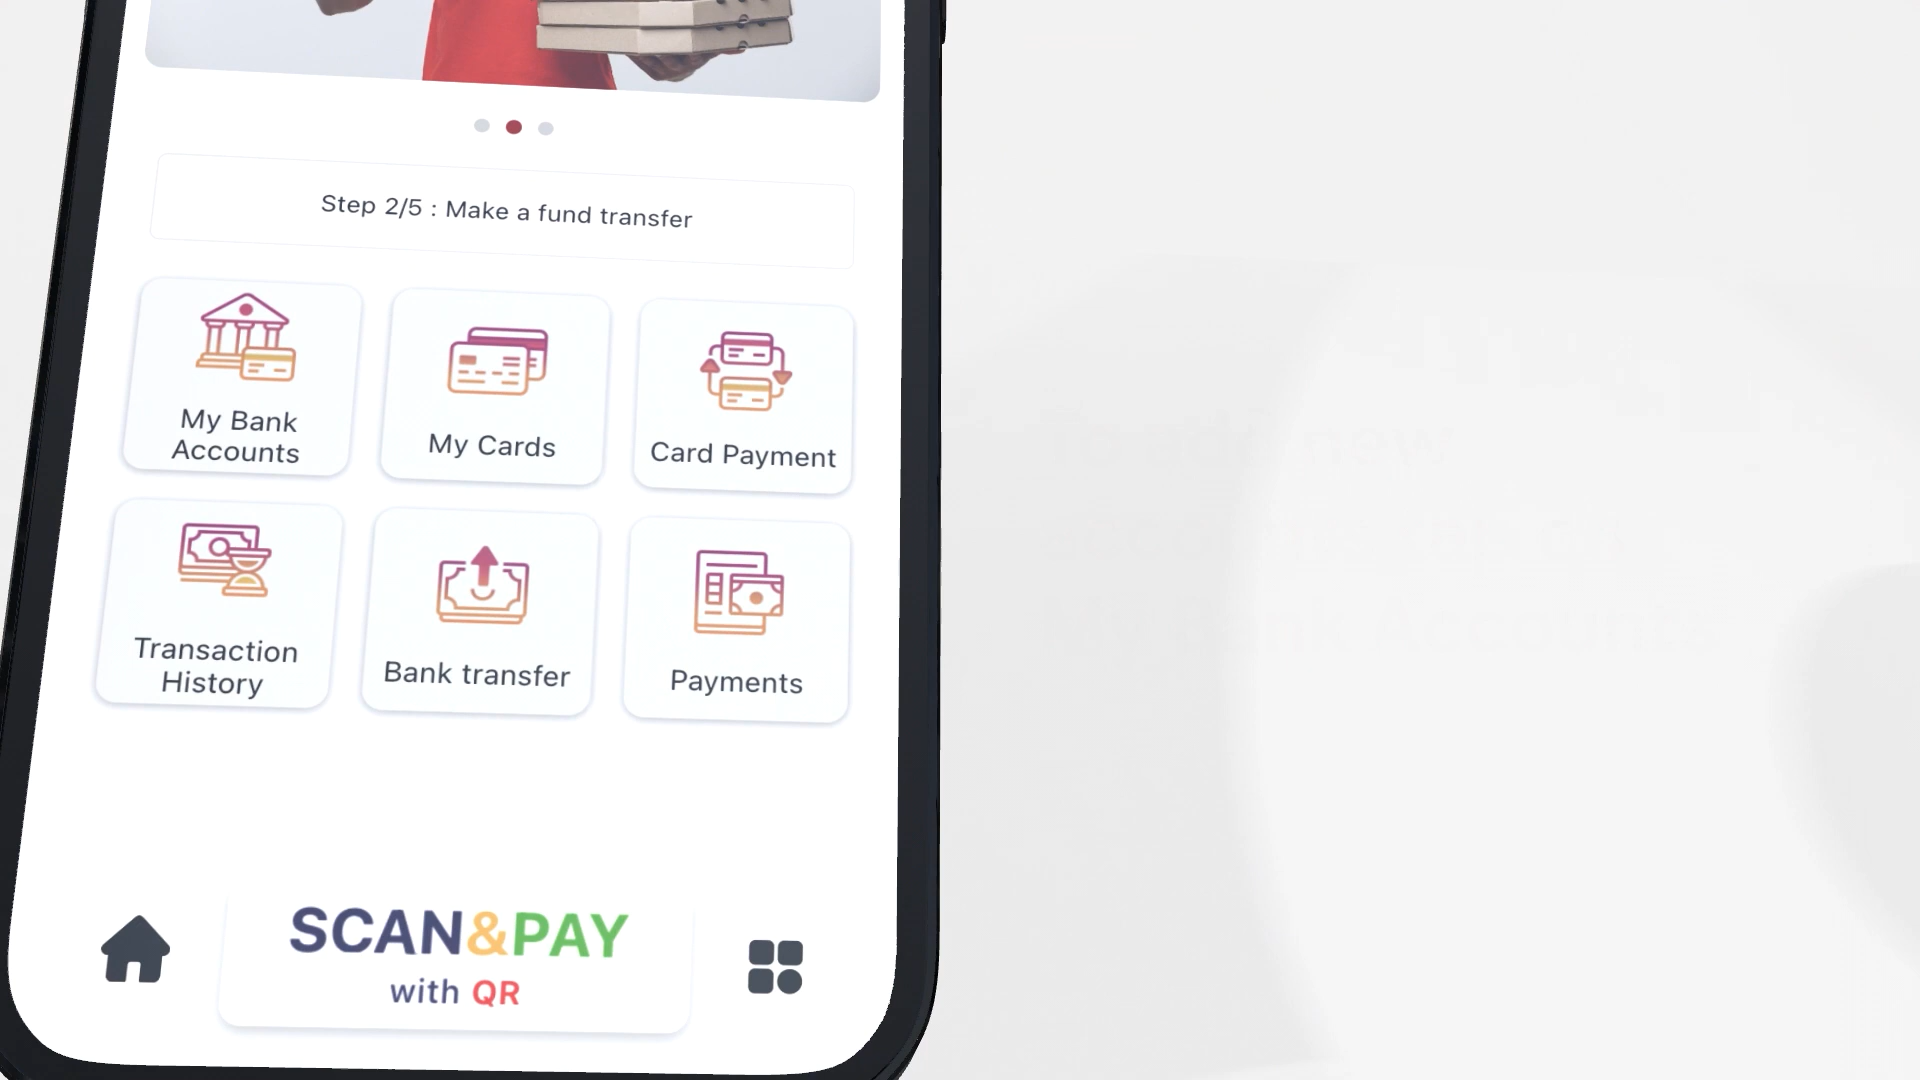 Step 2/5 : Make a fund transfer
My Bank
Accounts
My Cards
Card Payment
Transaction
History
Bank transfer
Payments
SCAN&PAY
with QR